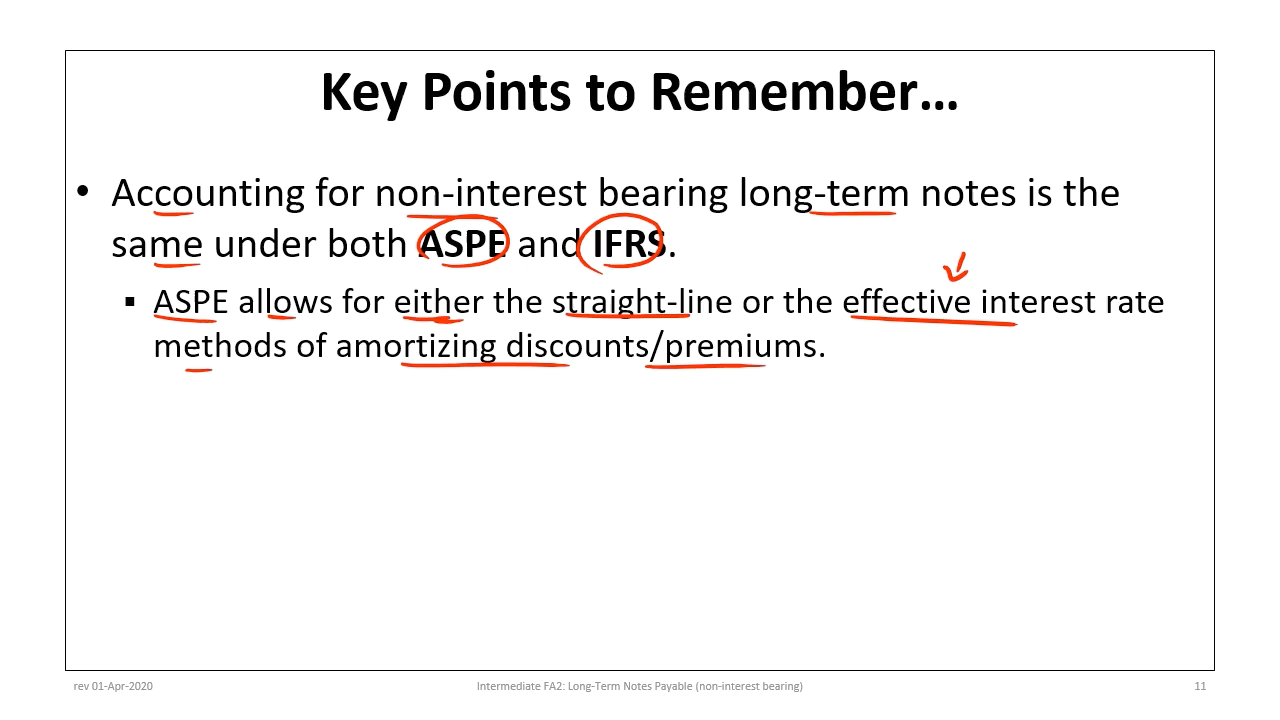 Key Points to Remember...
• Accounting for non-interest bearing long-term notes is the
same under both ASPE and IFRS.
▪ ASPE allows for either the straight-line or the effective interest rate
methods of amortizing discounts/premiums.
rev 01-Apr-2020
Intermediate FA2: Long-Term Notes Payable (non-interest bearing)
11